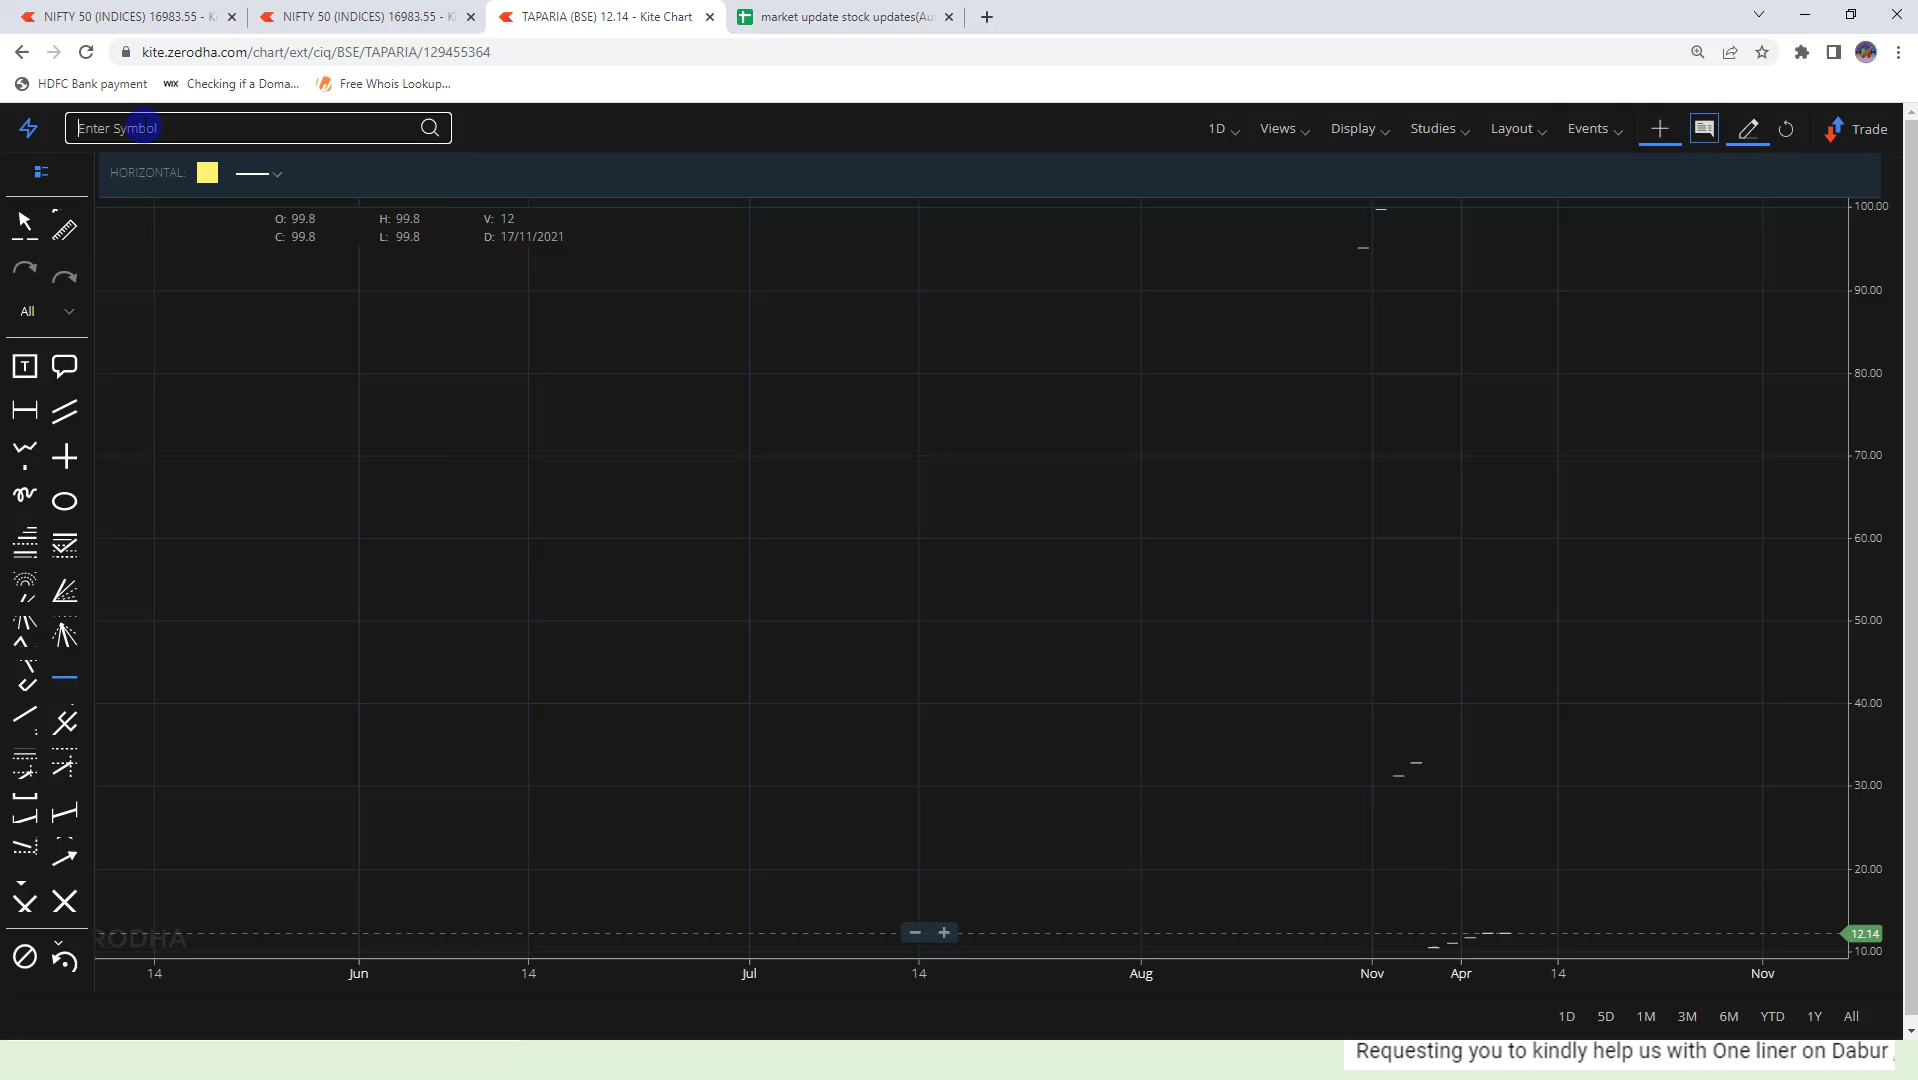 NIFTY 50 (INDICES) 16983.55 - K
NIFTY 50 (INDICES) 16983.55 - K
TAPARIA (BSE) 12.14 - Kite Chart
market update stock updates(Au
kite.zerodha.com/chart/ext/ciq/BSE/TAPARIA/129455364
HDFC Bank payment
WIX Checking if a Doma...
Free Whois Lookup...
Enter Symbol
1D
Views
Display
Studies
Layout
Events
Trade
HORIZONTAL:
O: 99.8 H: 99.8 V: 12
C: 99.8 L: 99.8 D: 17/11/2021
All
T
100.00
90.00
80.00
70.00
60.00
50.00
40.00
30.00
20.00
12.14
10.00
RODHA
14 Jun 14 Jul 14 Aug Nov Apr 14 Nov
1D 5D 1M 3M 6M YTD 1Y All
Requesting you to kindly help us with One liner on Dabur